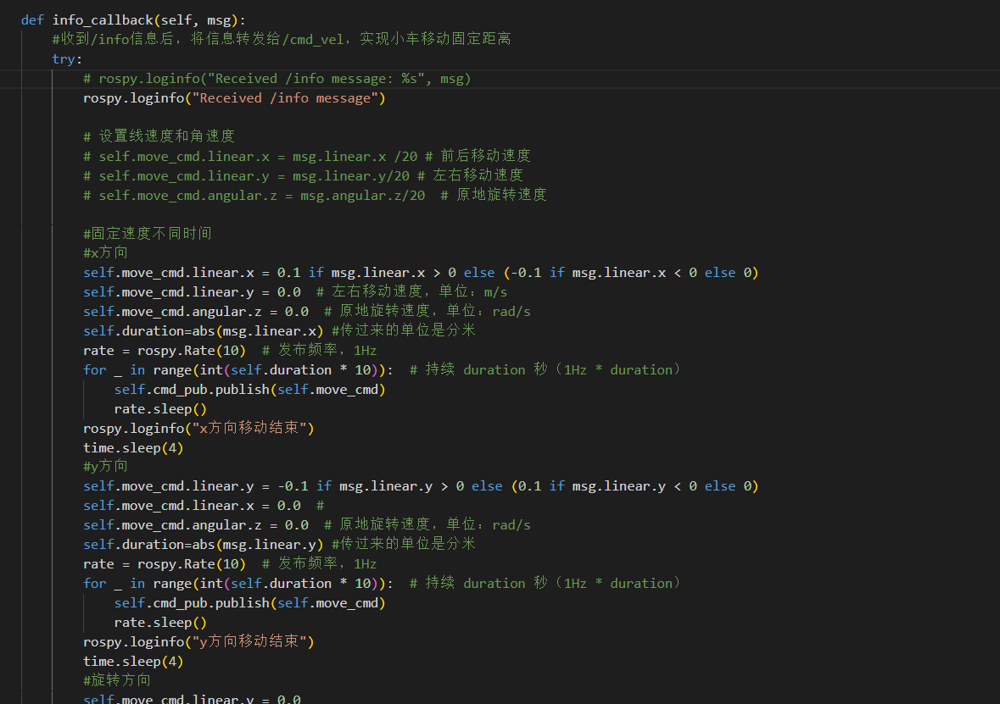 def info_callback(self, msg):
#收到/info信息后，将信息转发给/cmd_vel，实现小车移动固定距离
try:
# rospy.loginfo("Received /info message: %s", msg)
rospy.loginfo("Received /info message")
# 设置线速度和角速度
# self.move_cmd.linear.x = msg.linear.x /20 # 前后移动速度
# self.move_cmd.linear.y = msg.linear.y/20 # 左右移动速度
# self.move_cmd.angular.z = msg.angular.z/20  # 原地旋转速度
#固定速度不同时间
#x方向
self.move_cmd.linear.x = 0.1 if msg.linear.x > 0 else (-0.1 if msg.linear.x < 0 else 0)
self.move_cmd.linear.y = 0.0  # 左右移动速度，单位：m/s
self.move_cmd.angular.z = 0.0  # 原地旋转速度，单位：rad/s
self.duration=abs(msg.linear.x) #传过来的单位是分米
rate = rospy.Rate(10)  # 发布频率，1Hz
for _ in range(int(self.duration * 10)):  # 持续 duration 秒（1Hz * duration）
self.cmd_pub.publish(self.move_cmd)
rate.sleep()
rospy.loginfo("x方向移动结束")
time.sleep(4)
#y方向
self.move_cmd.linear.y = -0.1 if msg.linear.y > 0 else (0.1 if msg.linear.y < 0 else 0)
self.move_cmd.linear.x = 0.0  #
self.move_cmd.angular.z = 0.0  # 原地旋转速度，单位：rad/s
self.duration=abs(msg.linear.y) #传过来的单位是分米
rate = rospy.Rate(10)  # 发布频率，1Hz
for _ in range(int(self.duration * 10)):  # 持续 duration 秒（1Hz * duration）
self.cmd_pub.publish(self.move_cmd)
rate.sleep()
rospy.loginfo("y方向移动结束")
time.sleep(4)
#旋转方向
self.move_cmd.linear.y = 0.0